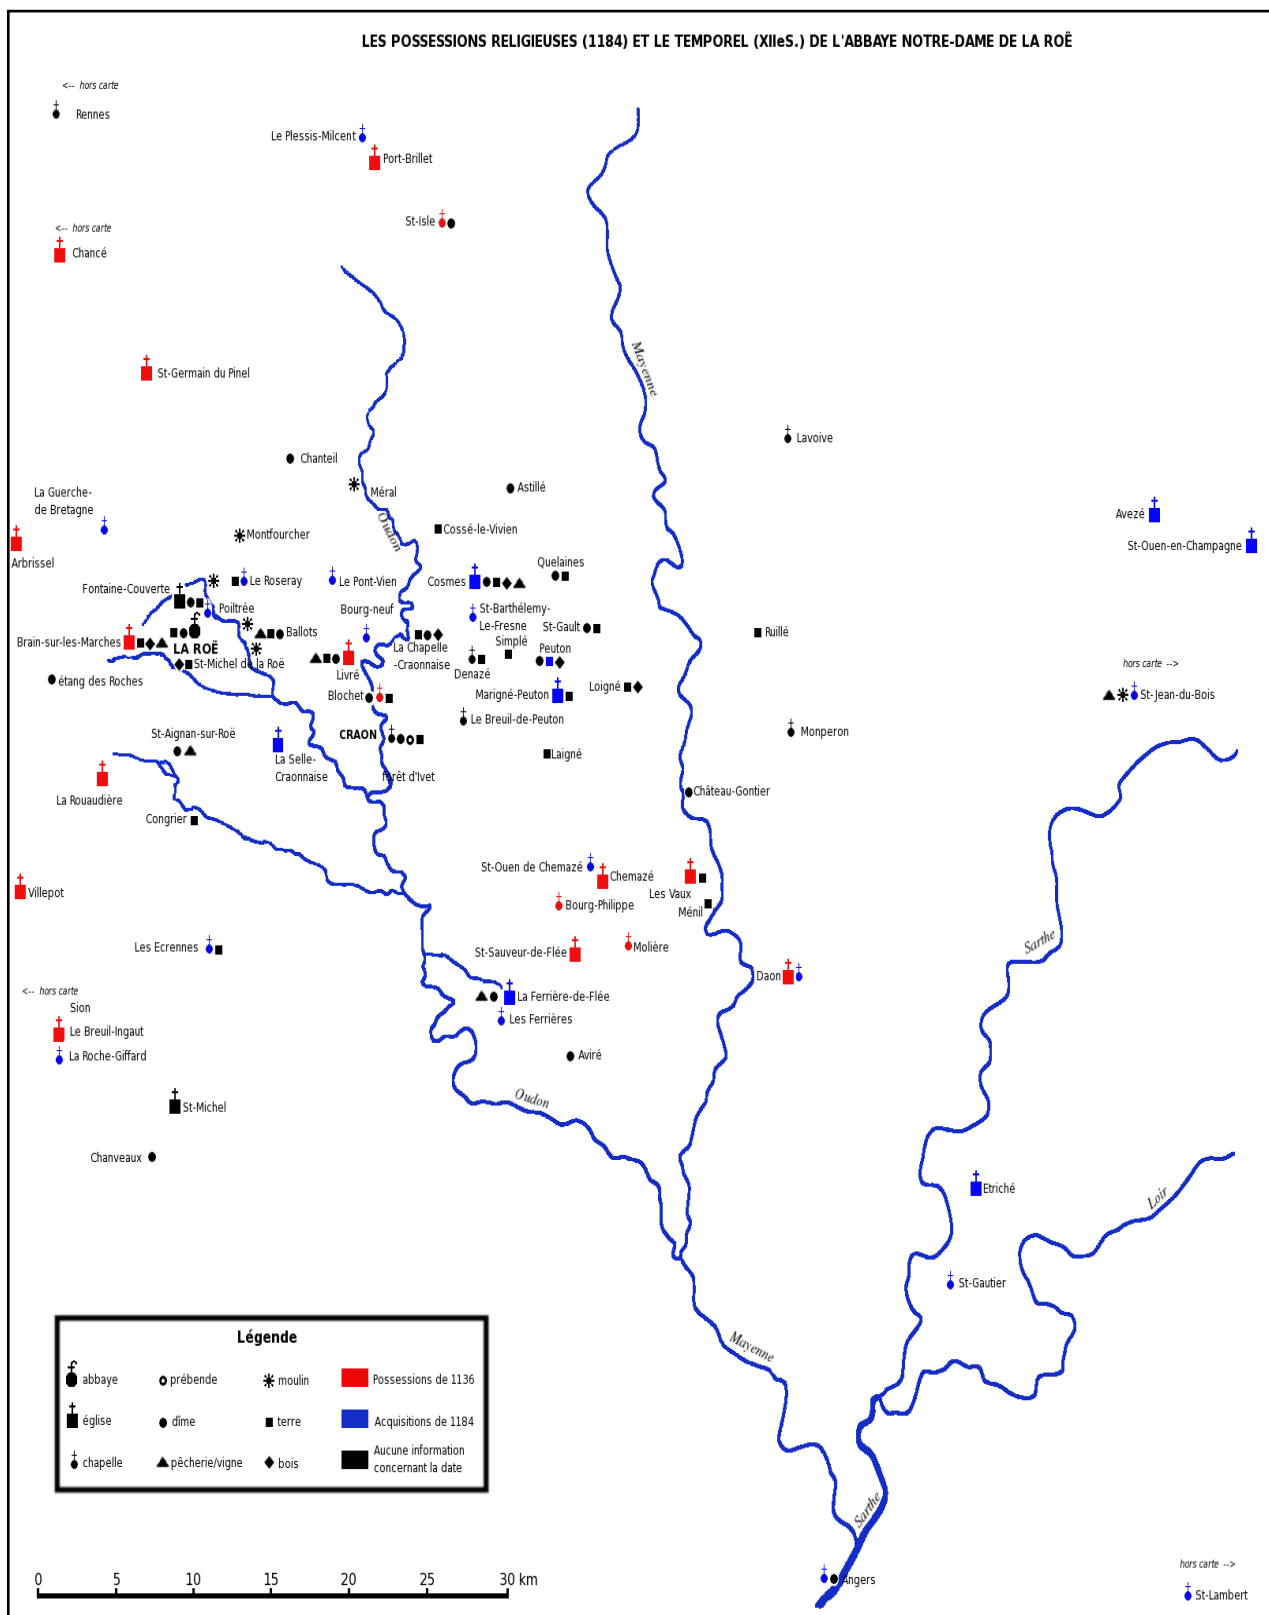 LES POSSESSIONS RELIGIEUSES (1184) ET LE TEMPOREL (XIIeS.) DE L'ABBAYE NOTRE-DAME DE LA ROË
<-- hors carte
Rennes
Le Plessis-Milcent
Port-Brillet
St-Isle
<-- hors carte
Chancé
Mayenne
St-Germain du Pinel
Lavoive
Chanteil
Méral
Astillé
La Guerche-
de Bretagne
Avezé
Oudon
Cossé-le-Vivien
Montfourcher
St-Ouen-en-Champagne
Arbrissel
Quelaines
Fontaine-Couverte
Le Roseray
Le Pont-Vien
Cosmes
Poiltrée
Bourg-neuf
St-Barthélemy-
Le-Fresne
Ballots
St-Gault
Ruillé
Brain-sur-les-Marches
LA ROË
La Chapelle
-Craonnaise
Simplé
Peuton
St-Michel de la Roë
Livré
Denazé
hors carte -->
étang des Roches
Blochet
Marigné-Peuton
Loigné
St-Jean-du-Bois
Le Breuil-de-Peuton
St-Aignan-sur-Roë
CRAON
Monperon
La Selle-
Craonnaise
Laigné
forêt d'Ivet
La Rouaudière
Château-Gontier
Congrier
St-Ouen de Chemazé
Chemazé
Villepot
Les Vaux
Bourg-Philippe
Ménil
Les Ecrennes
St-Sauveur-de-Flée
Molière
Sarthe
Daon
<-- hors carte
Sion
La Ferrière-de-Flée
Le Breuil-Ingaut
Les Ferrières
La Roche-Giffard
Aviré
Oudon
St-Michel
Chanveaux
Etriché
Loir
St-Gautier
Légende
Mayenne
abbaye
prébende
moulin
Possessions de 1136
église
dîme
terre
Acquisitions de 1184
chapelle
pêcherie/vigne
bois
Aucune information
concernant la date
Sarthe
hors carte -->
Angers
St-Lambert
0 5 10 15 20 25 30 km